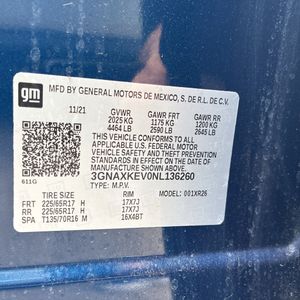 gm
MFD BY GENERAL MOTORS DE MEXICO, S. DE R.L. DE C.V.
11/21 GVWR GAWR FRT GAWR RR
2025 KG 1175 KG 1200 KG
4464 LB 2590 LB 2645 LB
THIS VEHICLE CONFORMS TO ALL
APPLICABLE U.S. FEDERAL MOTOR
VEHICLE SAFETY, BUMPER, AND
THEFT PREVENTION STANDARDS IN
EFFECT ON THE DATE OF
MANUFACTURE SHOWN ABOVE.
3GNAXKEV0NL136260
611G TYPE: M.P.V.
TIRE SIZE RIM 001XR26
FRT 225/65R17 H 17X7J
RR 225/65R17 H 17X7J
SPA T135/70R16 M 16X4BT